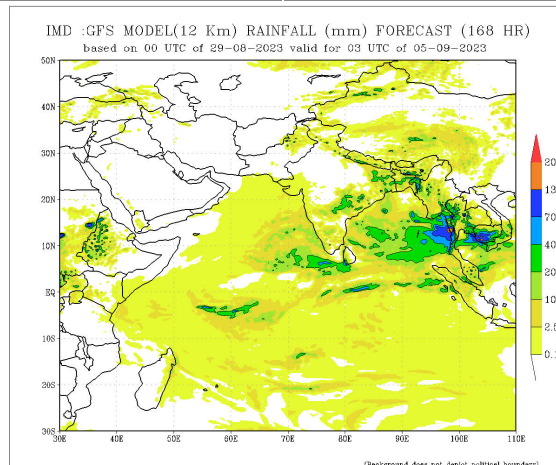 IMD :GFS MODEL(12 Km) RAINFALL (mm) FORECAST (168 HR)
based on 00 UTC of 29-08-2023 valid for 03 UTC of 05-09-2023
50N
40N
30N
20N
10N
EQ
10S
20S
30S
30E 40E 50E 60E 70E 80E 90E 100E 110E
20
13
70
40
20
10
2.5
0.1
(Background does not depict political boundary)